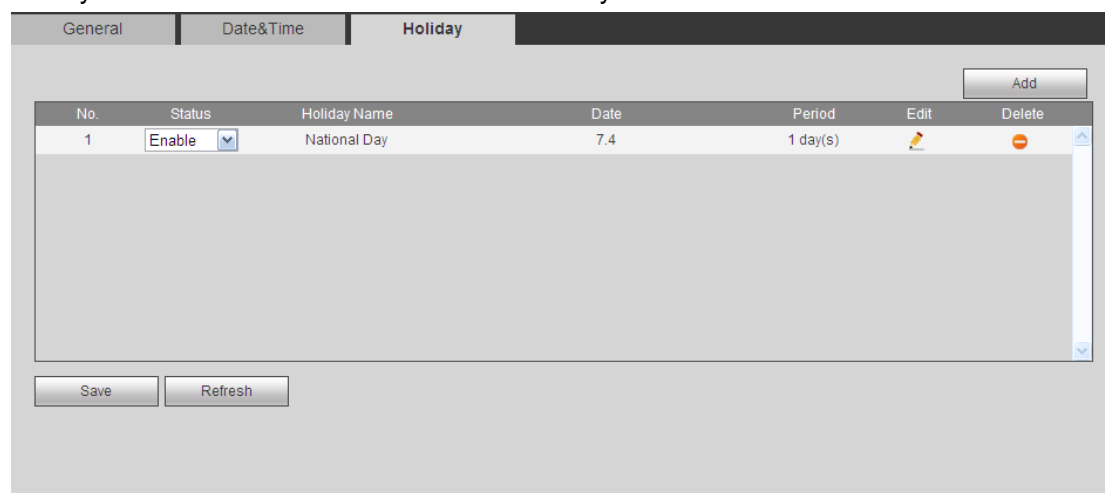 General Date&Time Holiday
Add
No. Status Holiday Name Date Period Edit Delete
1 Enable National Day 7.4 1 day(s)
Save Refresh